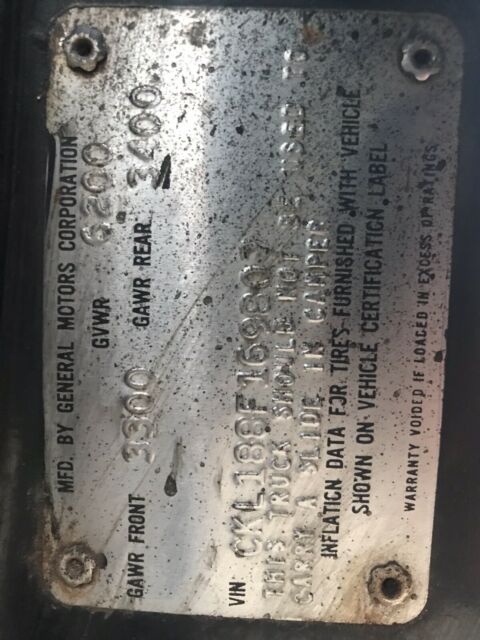 MFD. BY GENERAL MOTORS CORPORATION
GVWR 6200
GAWR FRONT 3300 GAWR REAR 3400
VIN CKL188F169803
THIS TRUCK SHOULD NOT BE USED TO
CARRY A SLIDE IN CAMPER
INFLATION DATA FOR TIRES FURNISHED WITH VEHICLE
SHOWN ON VEHICLE CERTIFICATION LABEL
WARRANTY VOIDED IF LOADED IN EXCESS OF RATINGS